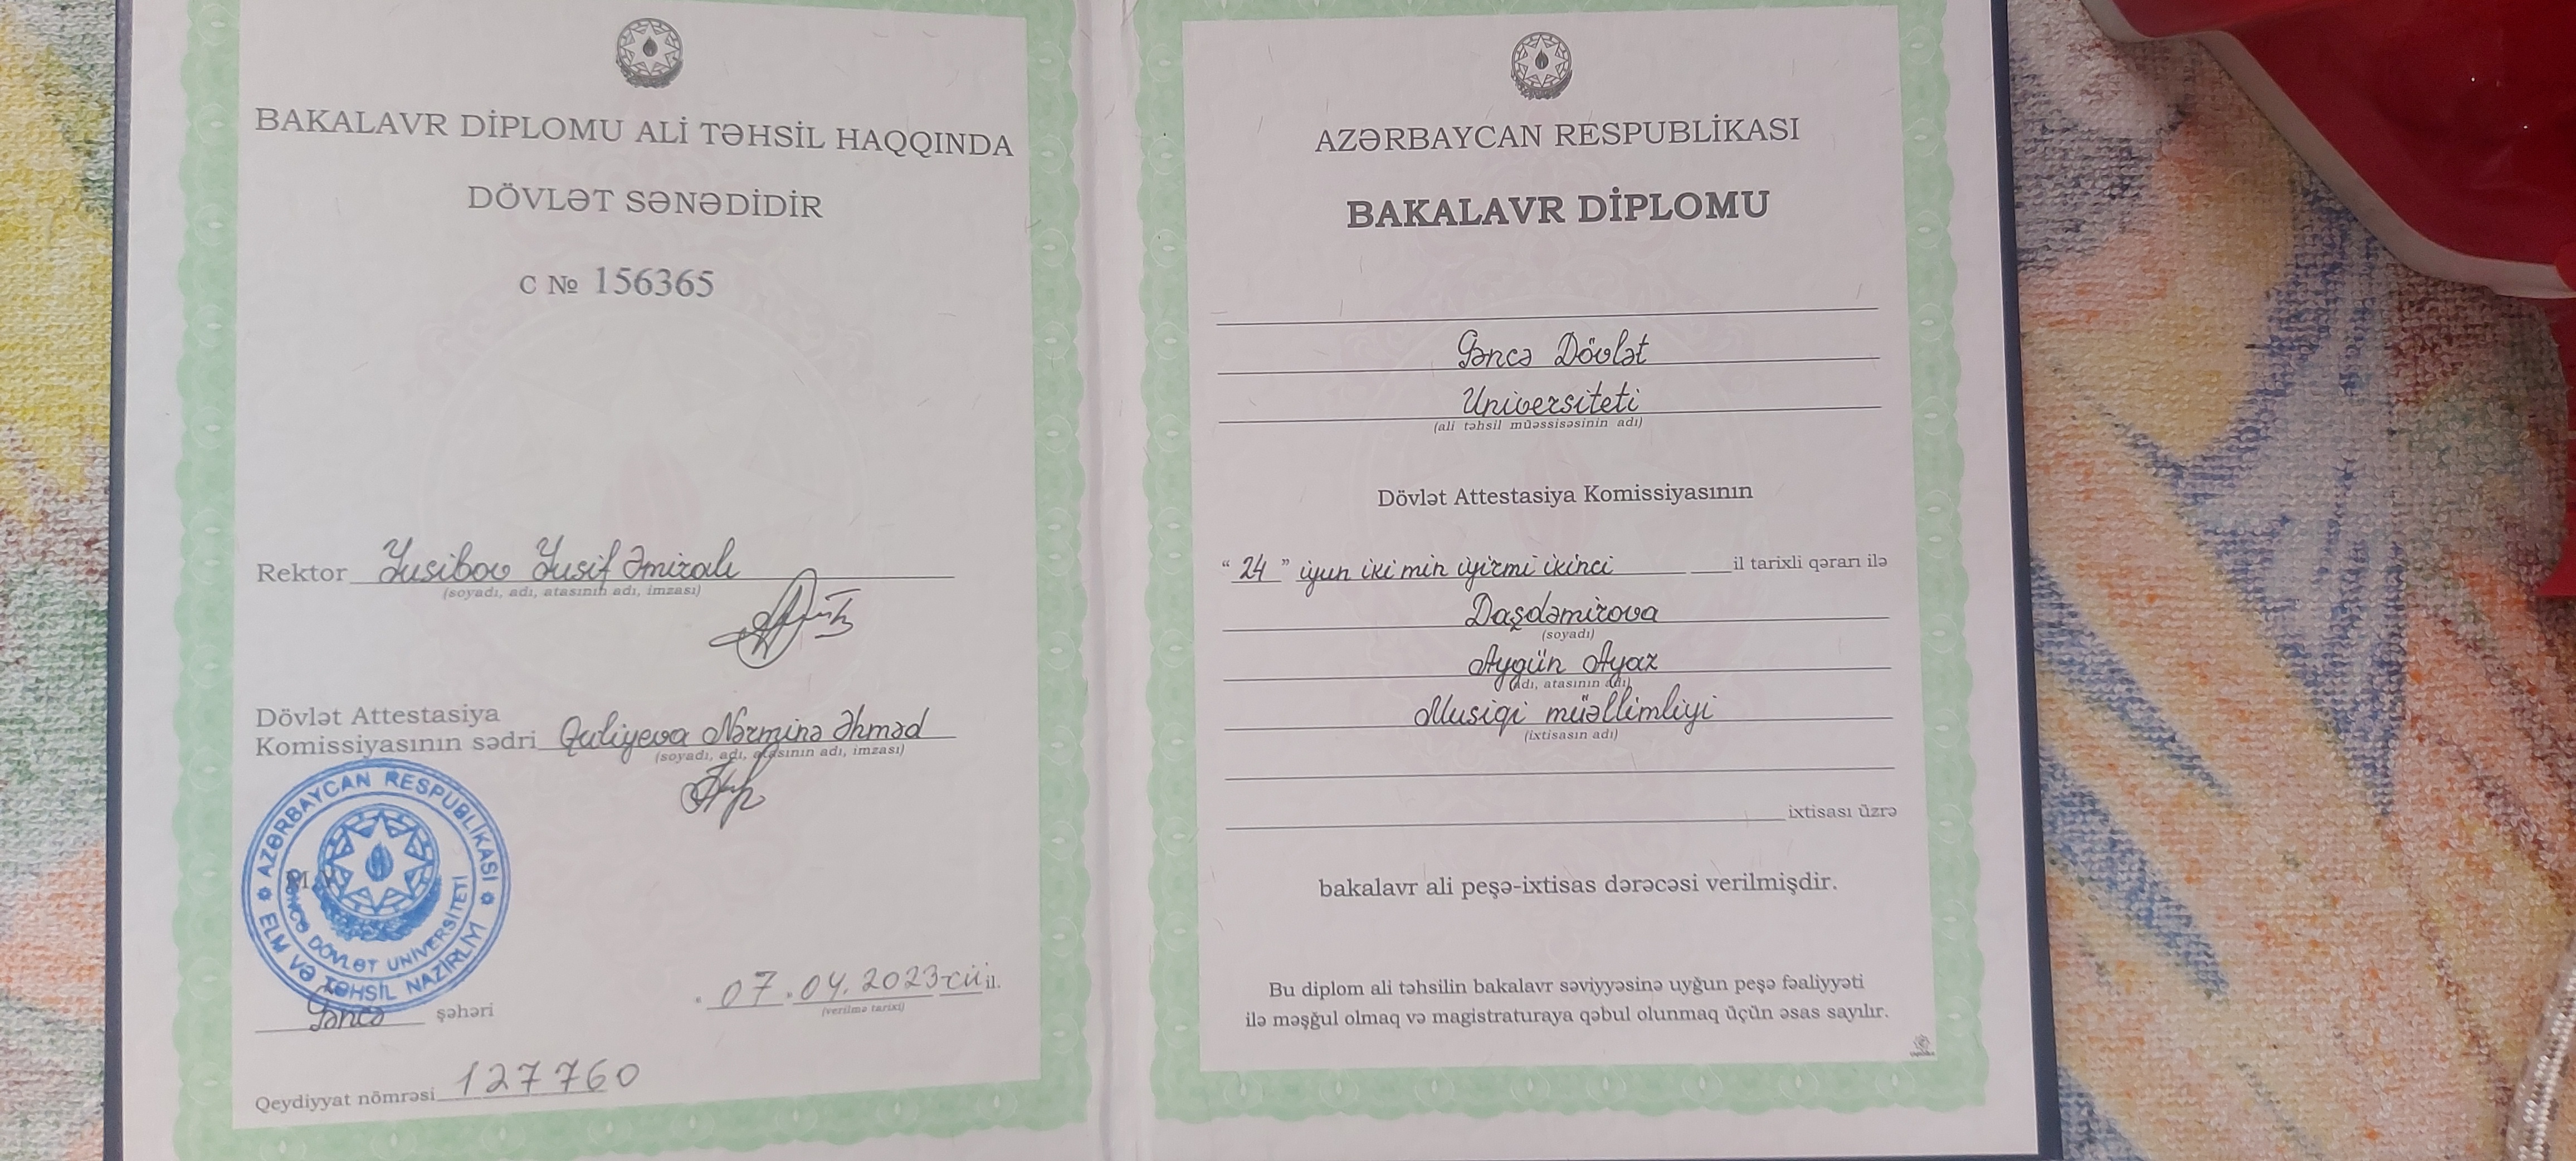 BAKALAVR DİPLOMU ALİ TƏHSİL HAQQINDA
DÖVLƏT SƏNƏDİDİR
C № 156365
Rektor Yusibov Yusif Əmiralı
(soyadı, adı, atasının adı, imzası)
Dövlət Attestasiya
Komissiyasının sədri Quliyeva Nərminə Əhməd
(soyadı, adı, atasının adı, imzası)
AZƏRBAYCAN RESPUBLİKASI
ELM VƏ TƏHSİL NAZİRLİYİ
GƏNCƏ DÖVLƏT UNİVERSİTETİ
M.Y.
Gəncə şəhəri
"07" 04. 2023-cü il.
(verilmə tarixi)
Qeydiyyat nömrəsi 127760
AZƏRBAYCAN RESPUBLİKASI
BAKALAVR DİPLOMU
Gəncə Dövlət
Universiteti
(ali təhsil müəssisəsinin adı)
Dövlət Attestasiya Komissiyasının
"24" iyun iki min iyirmi ikinci il tarixli qərarı ilə
Daşdəmirova
(soyadı)
Aygün Ayaz
(adı, atasının adı)
Musiqi müəllimliyi
(ixtisasın adı)
ixtisası üzrə
bakalavr ali peşə-ixtisas dərəcəsi verilmişdir.
Bu diplom ali təhsilin bakalavr səviyyəsinə uyğun peşə fəaliyyəti
ilə məşğul olmaq və magistraturaya qəbul olunmaq üçün əsas sayılır.